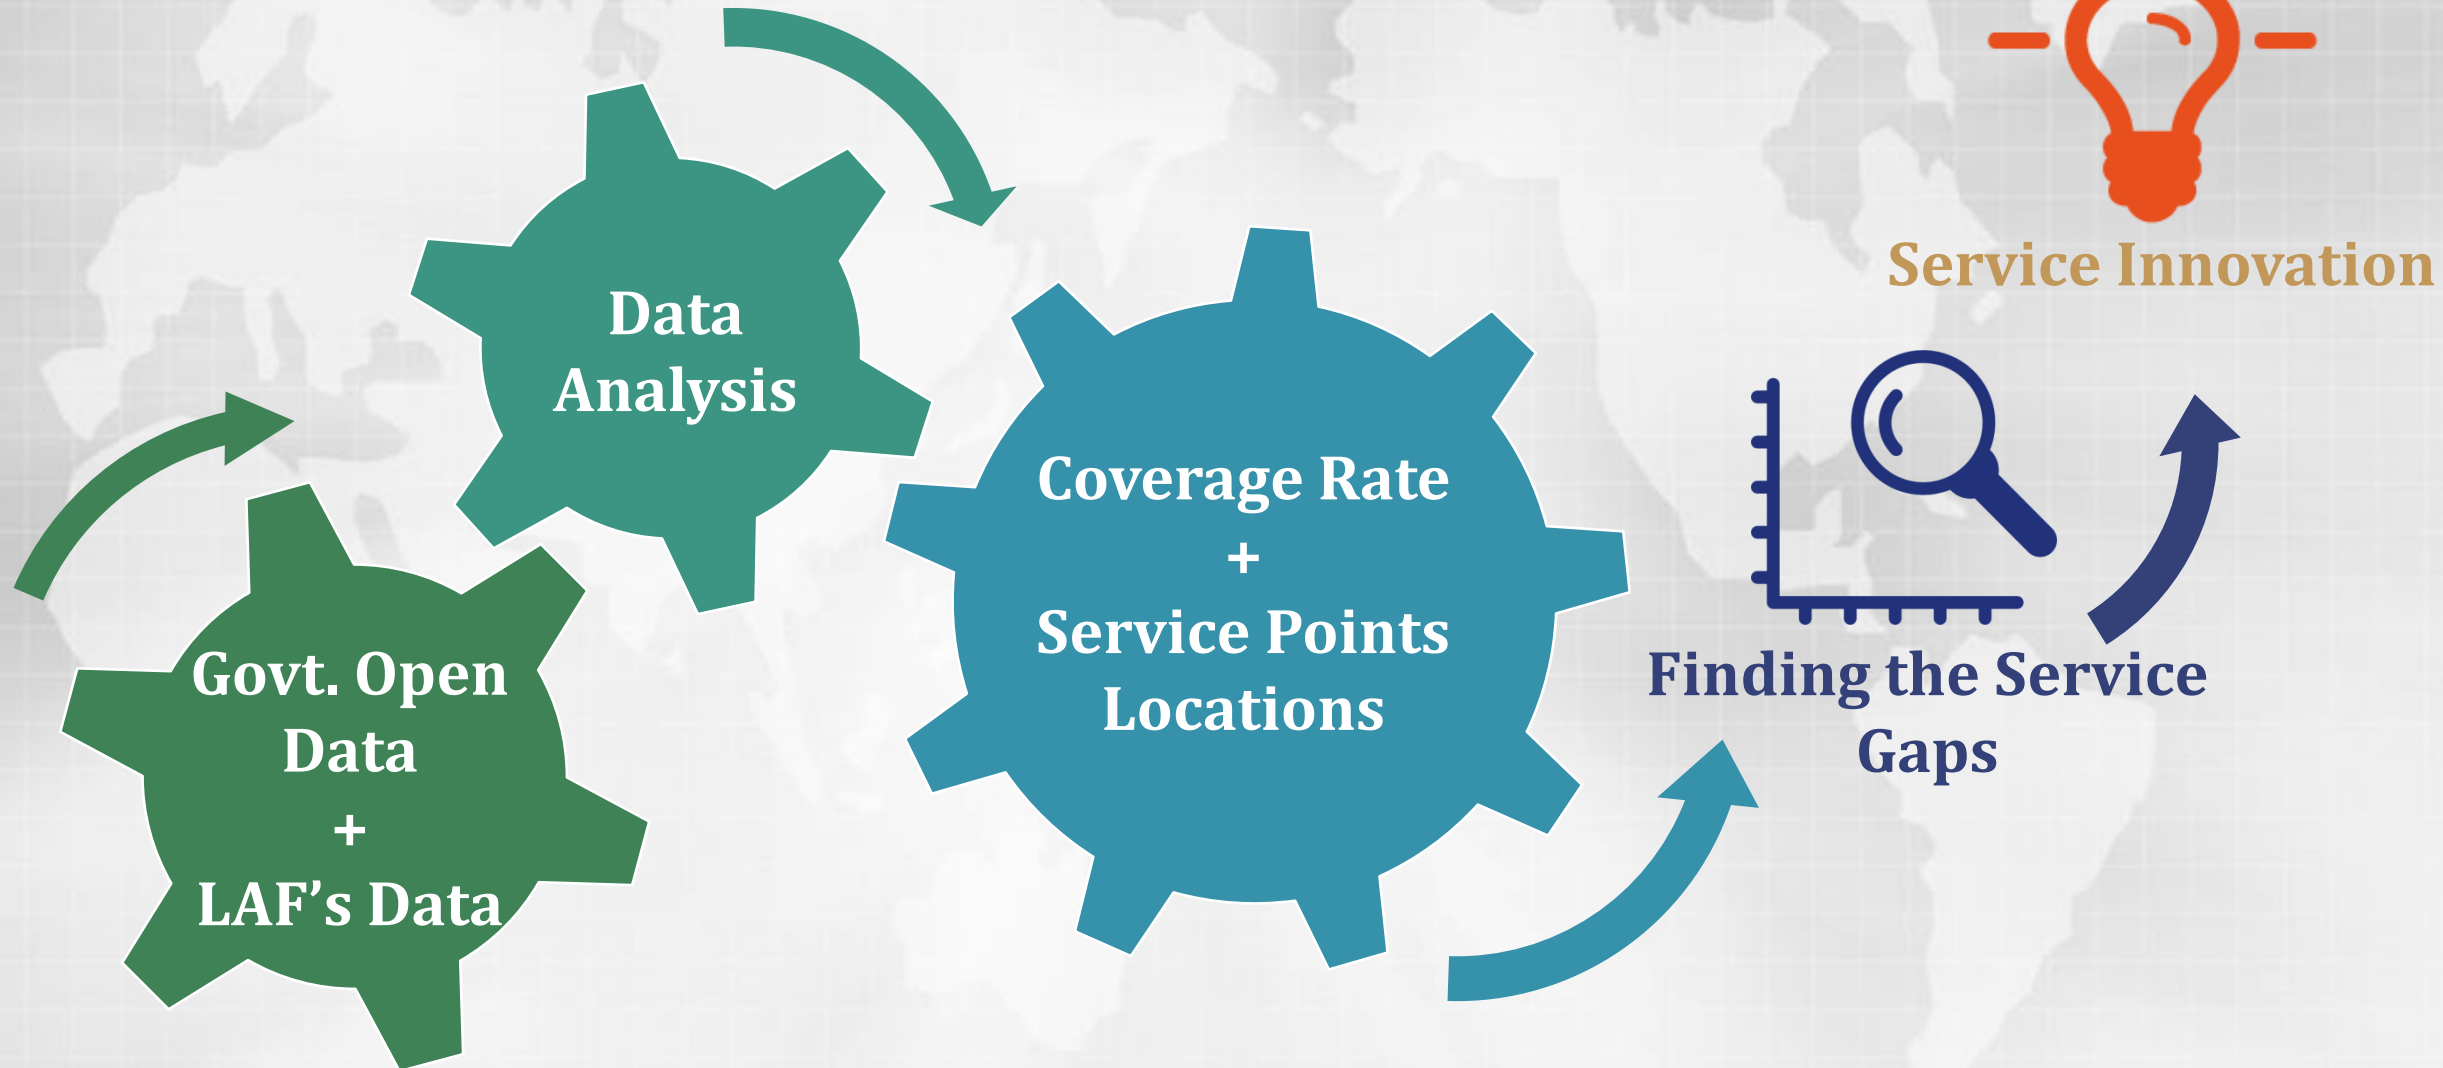 Govt. Open
Data
+
LAF’s Data
Data
Analysis
Coverage Rate
+
Service Points
Locations
Finding the Service
Gaps
Service Innovation